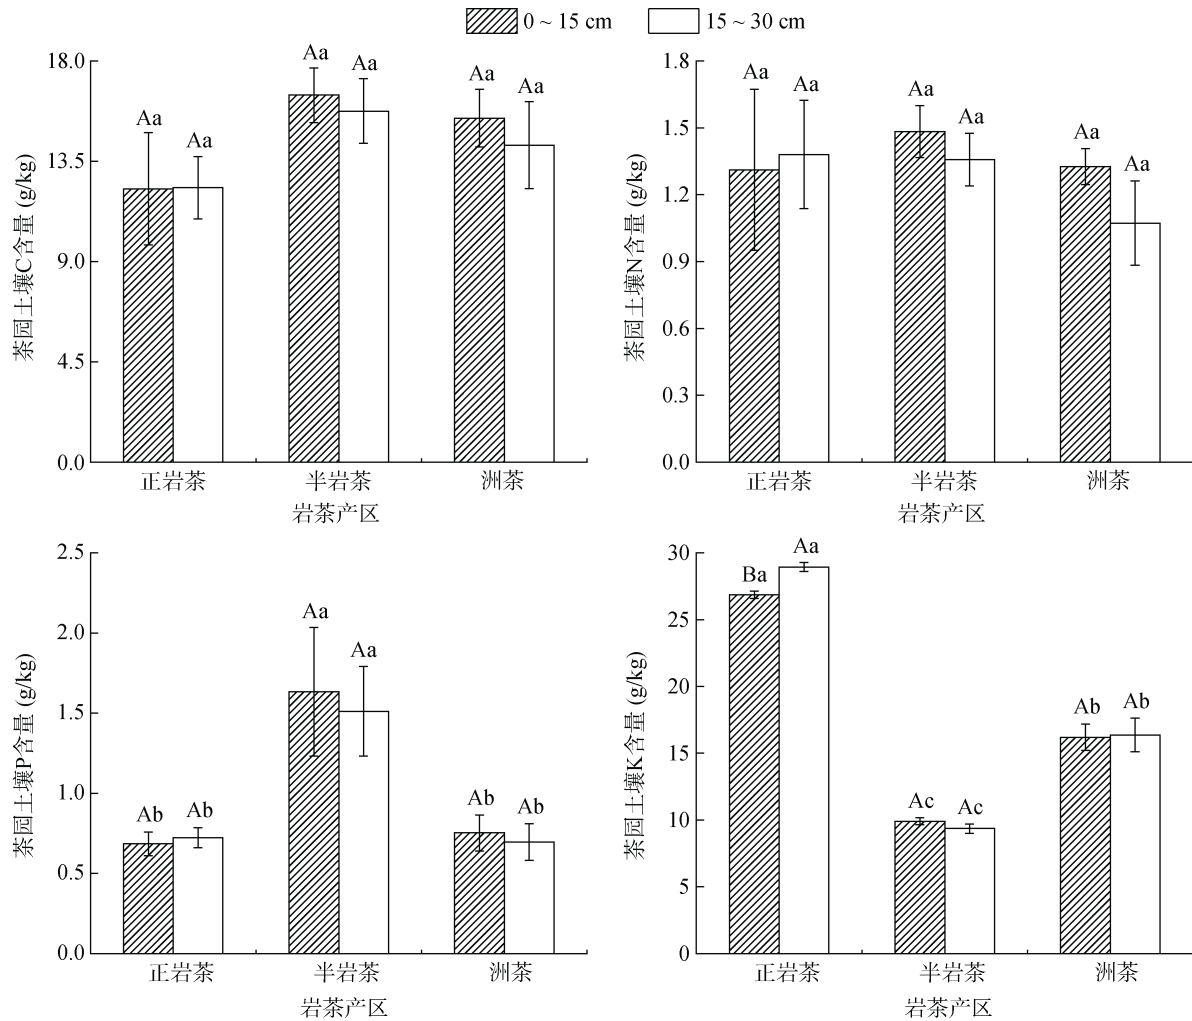 0 ~ 15 cm 15 ~ 30 cm
茶园土壤C含量 (g/kg)
18.0
13.5
9.0
4.5
0.0
Aa Aa Aa Aa Aa Aa
正岩茶 半岩茶 洲茶
岩茶产区
茶园土壤N含量 (g/kg)
1.8
1.5
1.2
0.9
0.6
0.3
0.0
Aa Aa Aa Aa Aa Aa
正岩茶 半岩茶 洲茶
岩茶产区
茶园土壤P含量 (g/kg)
2.5
2.0
1.5
1.0
0.5
0.0
Ab Ab Aa Aa Ab Ab
正岩茶 半岩茶 洲茶
岩茶产区
茶园土壤K含量 (g/kg)
30
25
20
15
10
5
0
Ba Aa Ac Ac Ab Ab
正岩茶 半岩茶 洲茶
岩茶产区